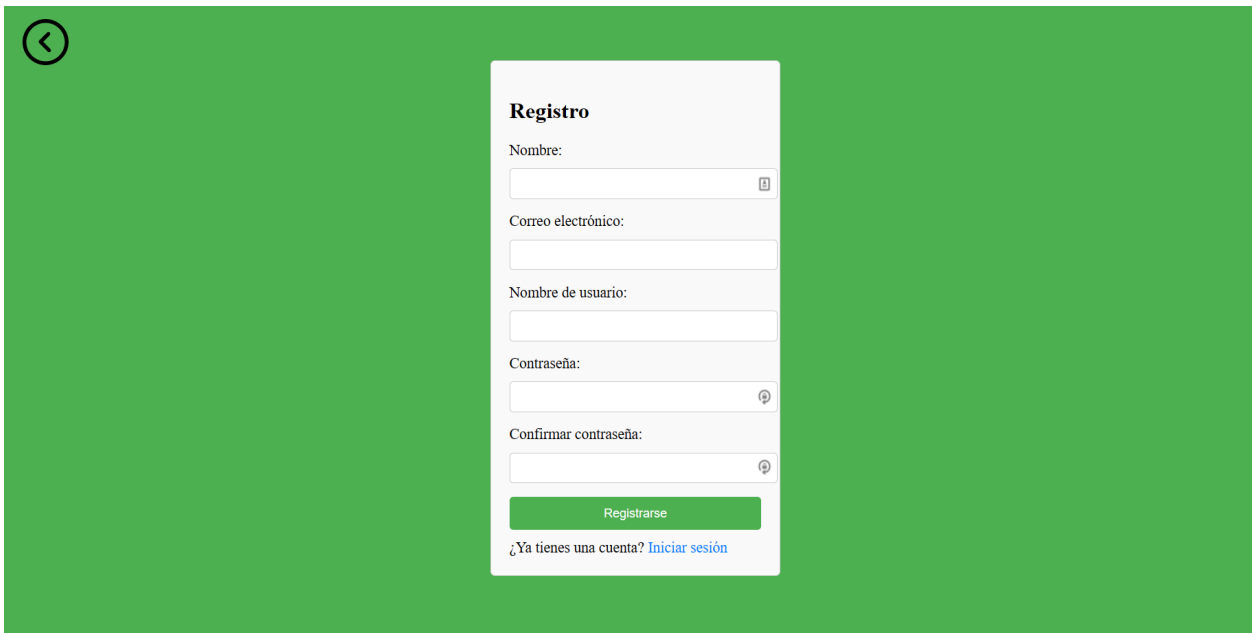 Registro
Nombre:
Correo electrónico:
Nombre de usuario:
Contraseña:
Confirmar contraseña:
Registrarse
¿Ya tienes una cuenta? Iniciar sesión